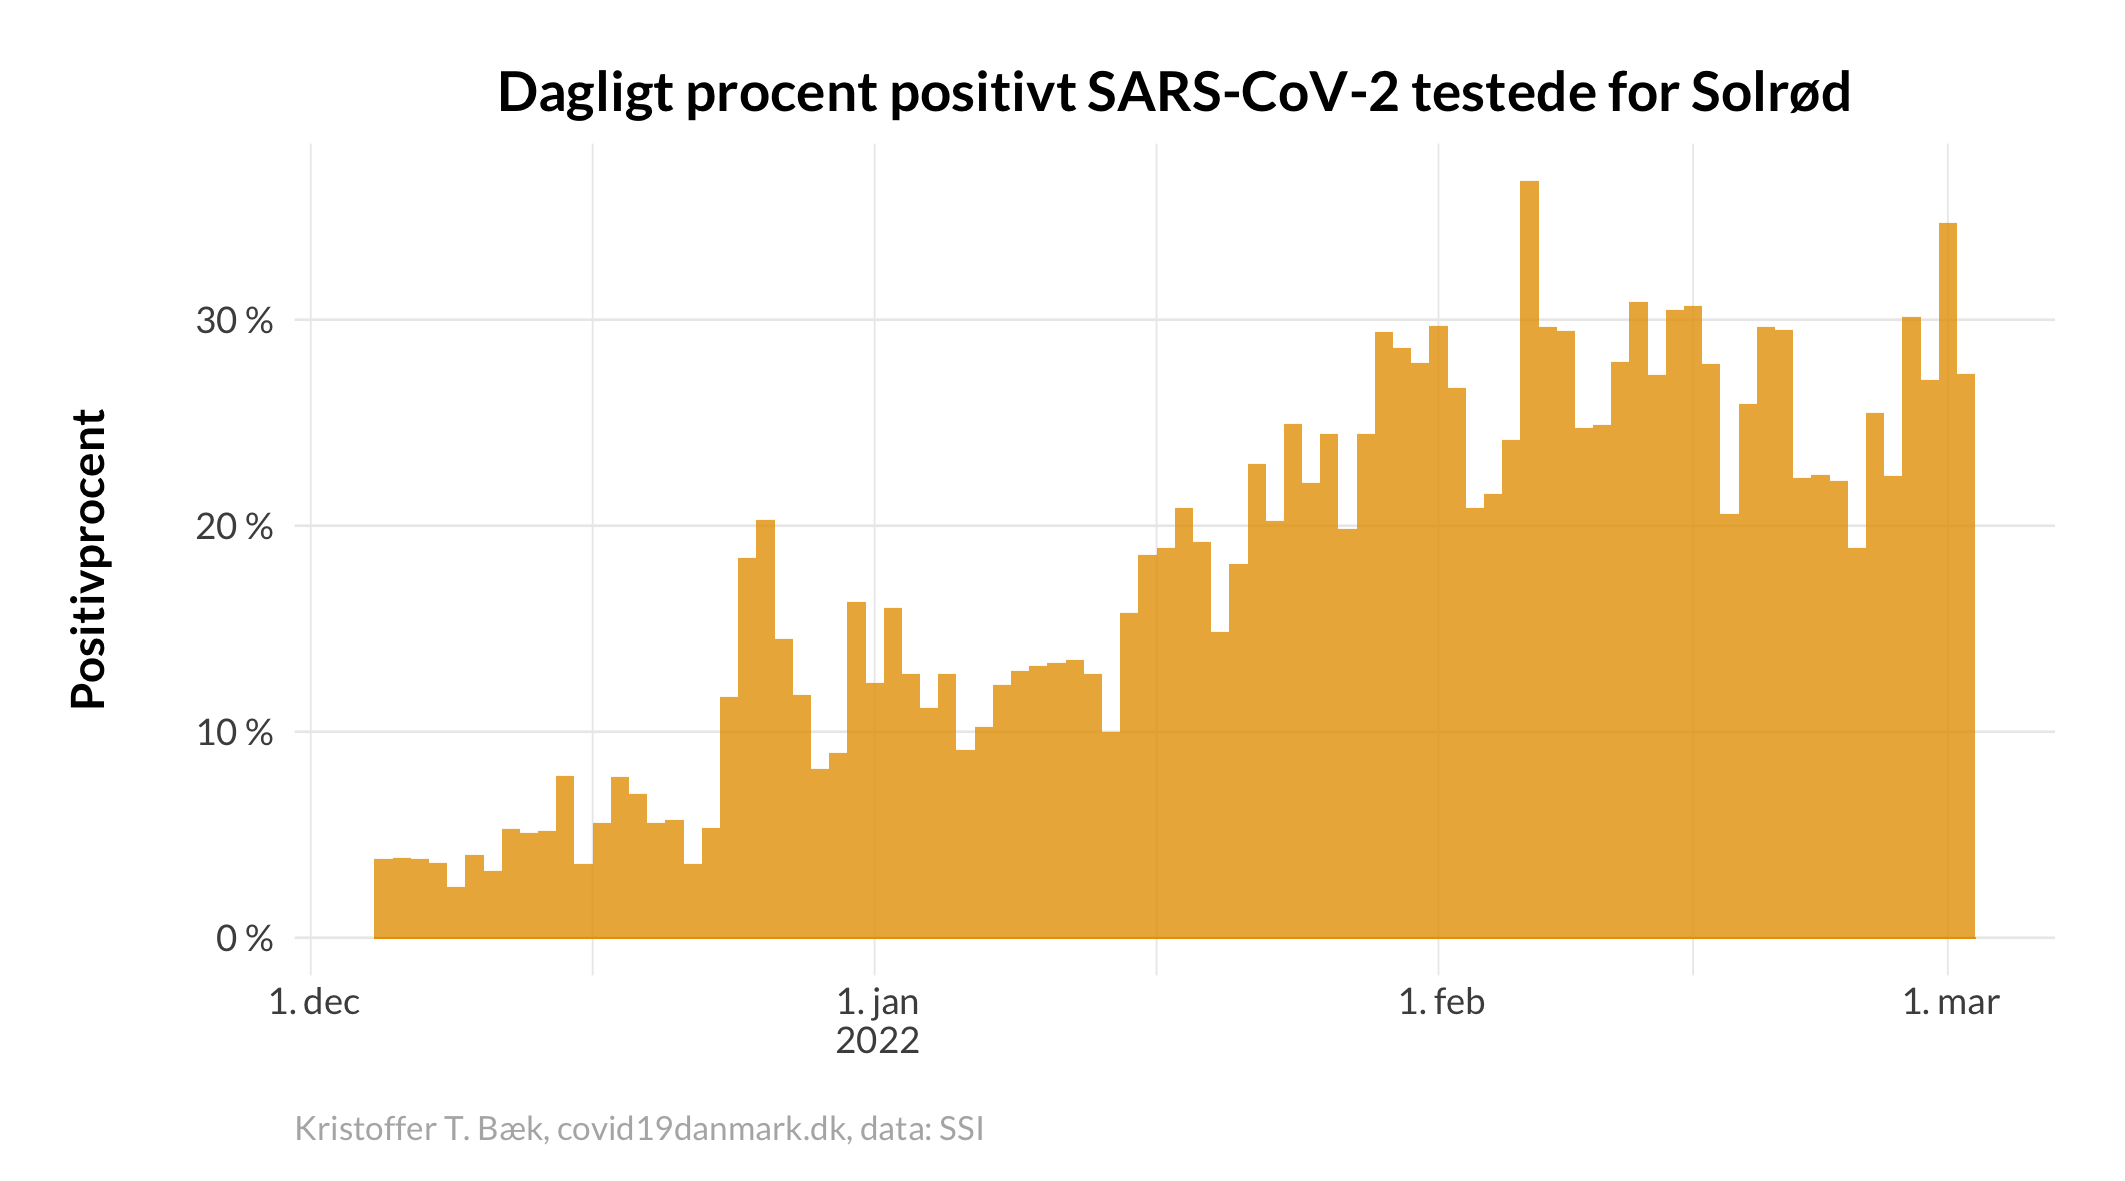 Dagligt procent positivt SARS-CoV-2 testede for Solrød
Positivprocent
30 %
20 %
10 %
0 %
1. dec
1. jan
2022
1. feb
1. mar
Kristoffer T. Bæk, covid19danmark.dk, data: SSI